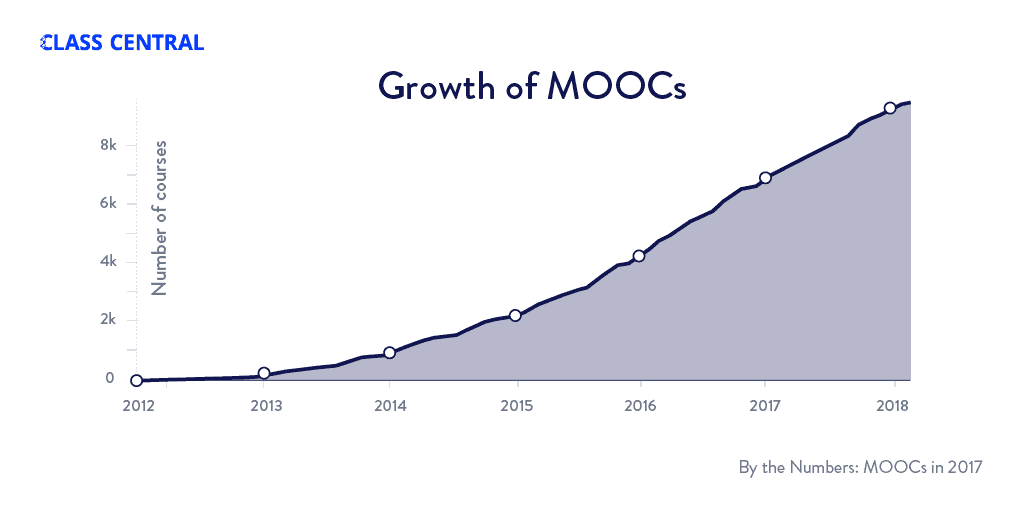 CLASS CENTRAL
Growth of MOOCs
Number of courses
8k
6k
4k
2k
0
2012 2013 2014 2015 2016 2017 2018
By the Numbers: MOOCs in 2017